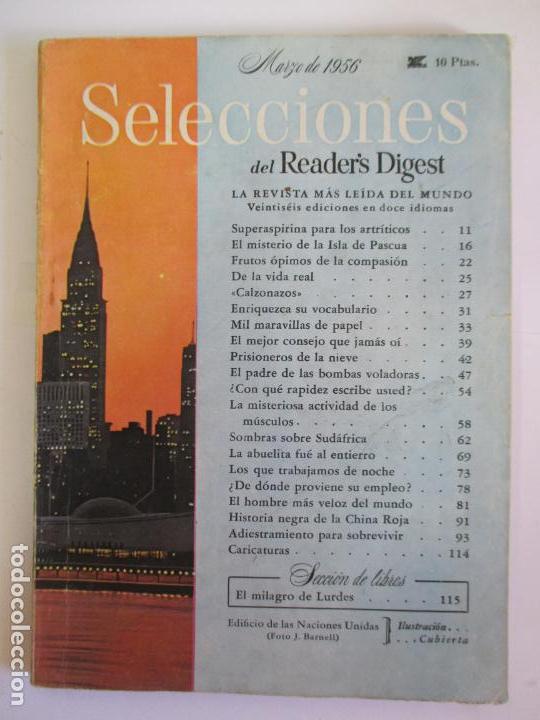 Marzo de 1956
10 Ptas.
Selecciones
del Reader's Digest
LA REVISTA MÁS LEÍDA DEL MUNDO
Veintiséis ediciones en doce idiomas
Superaspirina para los artríticos . . 11
El misterio de la Isla de Pascua . . 16
Frutos ópimos de la compasión . . 22
De la vida real . . . . . . . 25
«Calzonazos» . . . . . . . . 27
Enriquezca su vocabulario . . . . 31
Mil maravillas de papel . . . . . 33
El mejor consejo que jamás oí . . . 39
Prisioneros de la nieve . . . . . 42
El padre de las bombas voladoras . . 47
¿Con qué rapidez escribe usted? . . 54
La misteriosa actividad de los
músculos . . . . . . . . . 58
Sombras sobre Sudáfrica . . . . 62
La abuelita fué al entierro . . . . 69
Los que trabajamos de noche . . . 73
¿De dónde proviene su empleo? . . 78
El hombre más veloz del mundo . . 81
Historia negra de la China Roja . . 91
Adiestramiento para sobrevivir . . 93
Caricaturas . . . . . . . . . 114
Sección de libros
El milagro de Lurdes . . . . 115
Edificio de las Naciones Unidas
(Foto J. Barnell)
Ilustración . . .
. . . Cubierta
todocoleccion.net